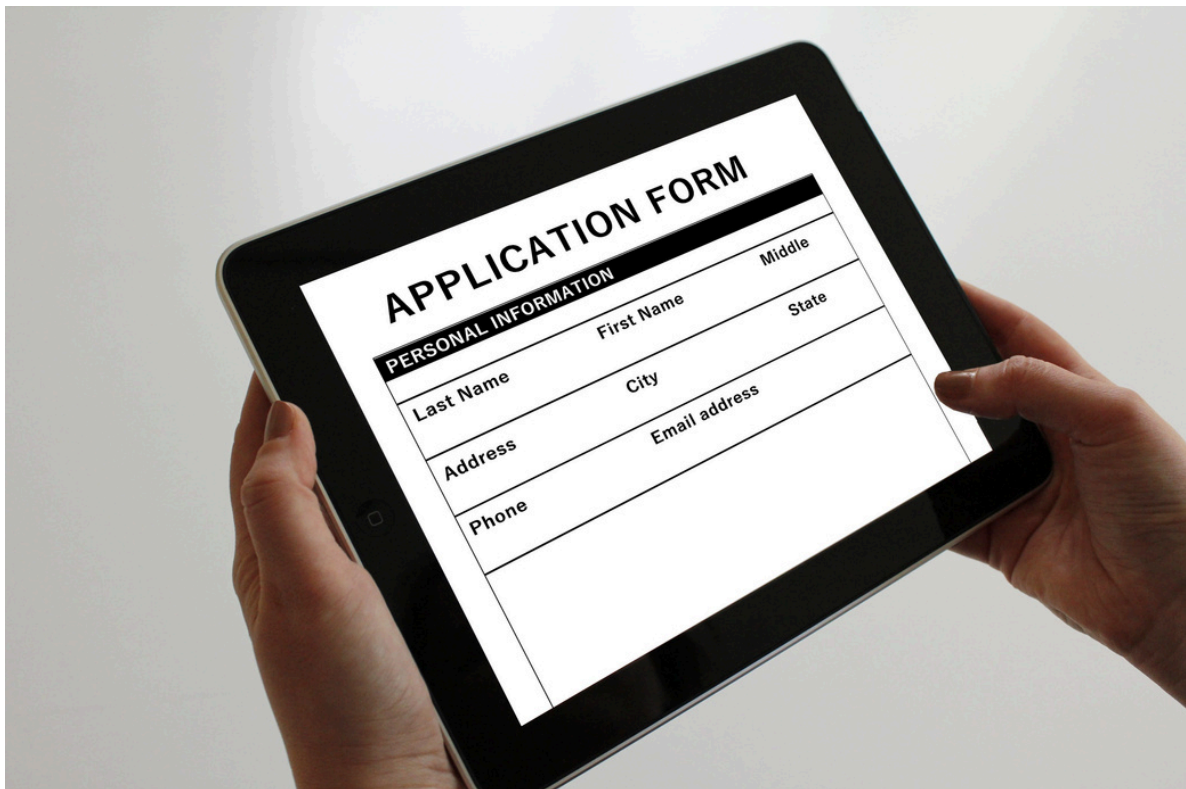 APPLICATION FORM
PERSONAL INFORMATION
Last Name First Name Middle
Address City State
Phone Email address